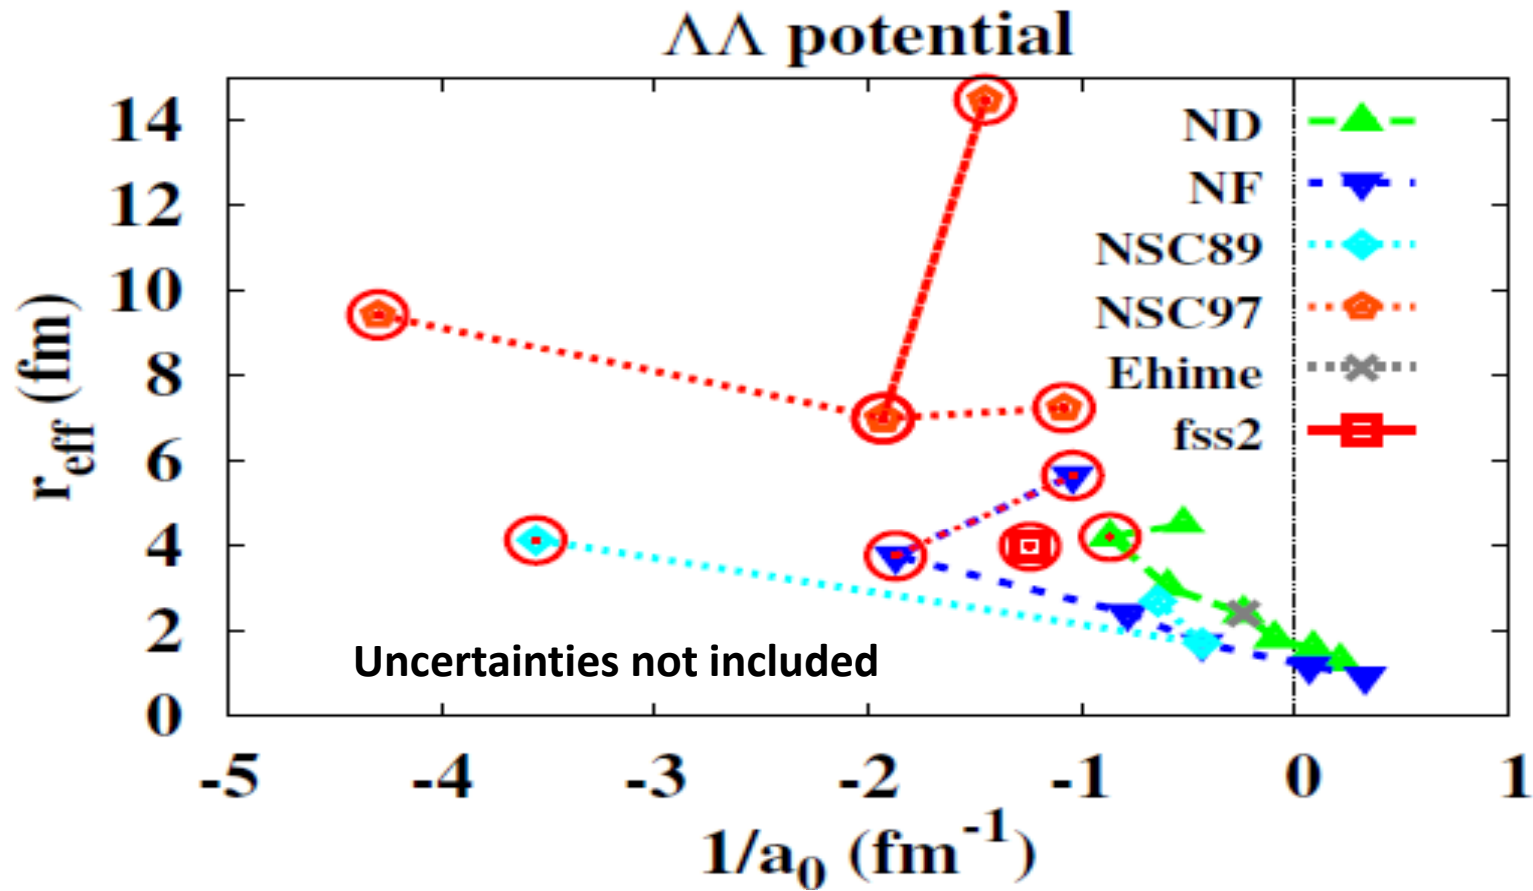 ΛΛ potential
14
12
10
8
6
4
2
0
r_eff (fm)
ND
NF
NSC89
NSC97
Ehime
fss2
Uncertainties not included
-5 -4 -3 -2 -1 0 1
1/a₀ (fm⁻¹)